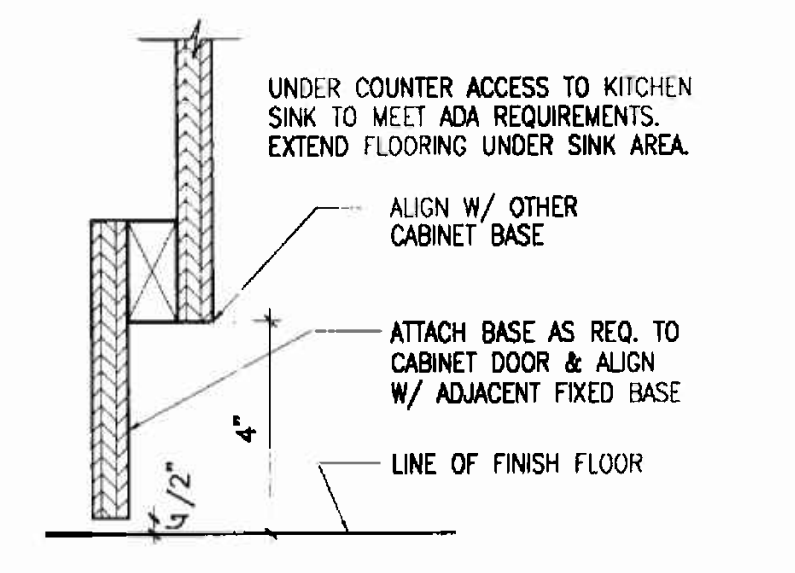 UNDER COUNTER ACCESS TO KITCHEN
SINK TO MEET ADA REQUIREMENTS.
EXTEND FLOORING UNDER SINK AREA.
ALIGN W/ OTHER
CABINET BASE
ATTACH BASE AS REQ. TO
CABINET DOOR & ALIGN
W/ ADJACENT FIXED BASE
4"
LINE OF FINISH FLOOR
1/2"